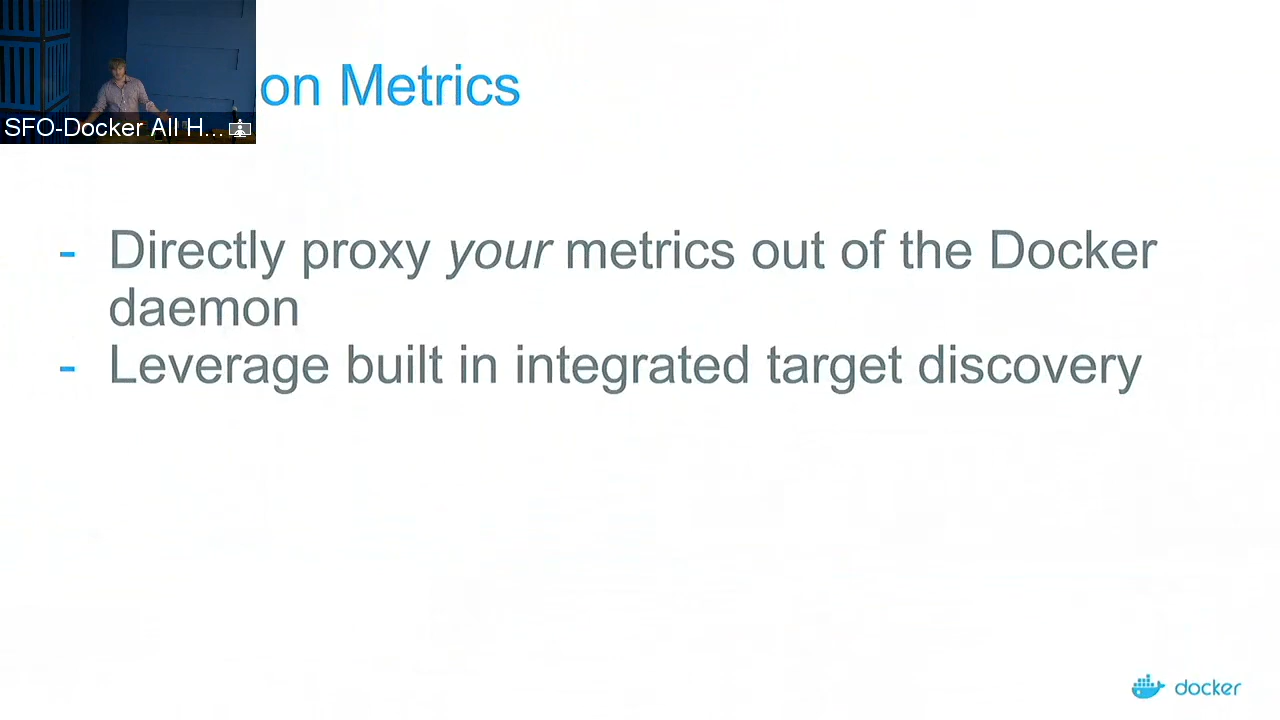 on Metrics
SFO-Docker All H...
- Directly proxy your metrics out of the Docker
daemon
- Leverage built in integrated target discovery
docker